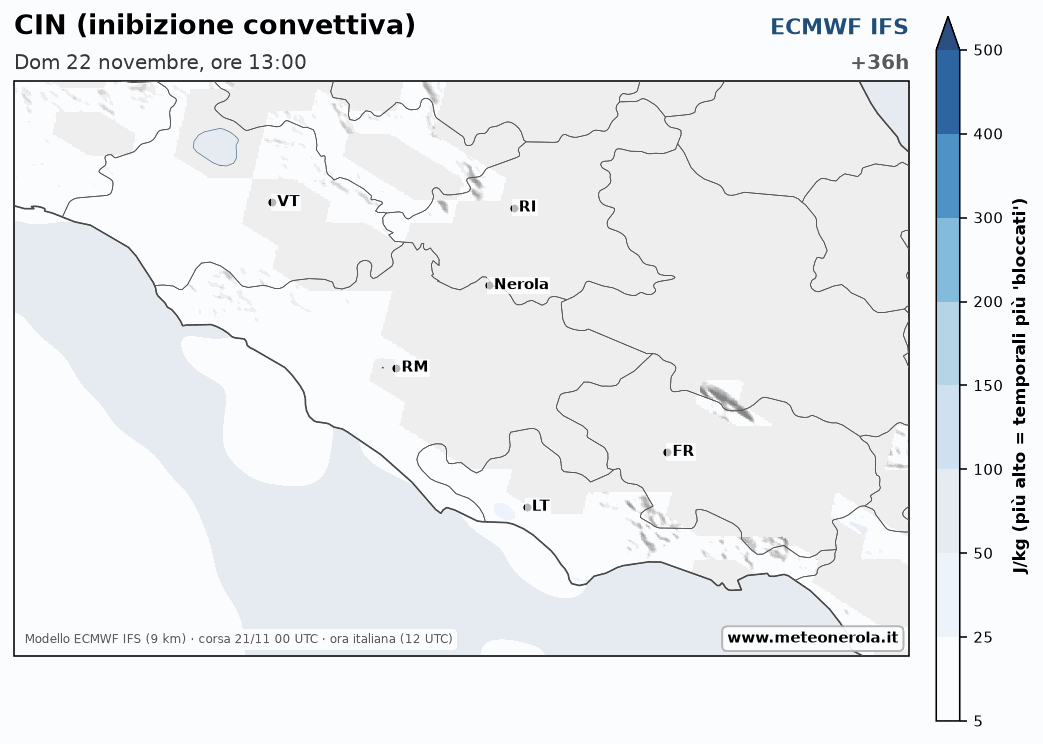 CIN (inibizione convettiva)
ECMWF IFS
Dom 22 novembre, ore 13:00
+36h
VT
RI
Nerola
RM
FR
LT
Modello ECMWF IFS (9 km) · corsa 21/11 00 UTC · ora italiana (12 UTC)
www.meteonerola.it
500
400
300
200
150
100
50
25
5
J/kg (più alto = temporali più 'bloccati')